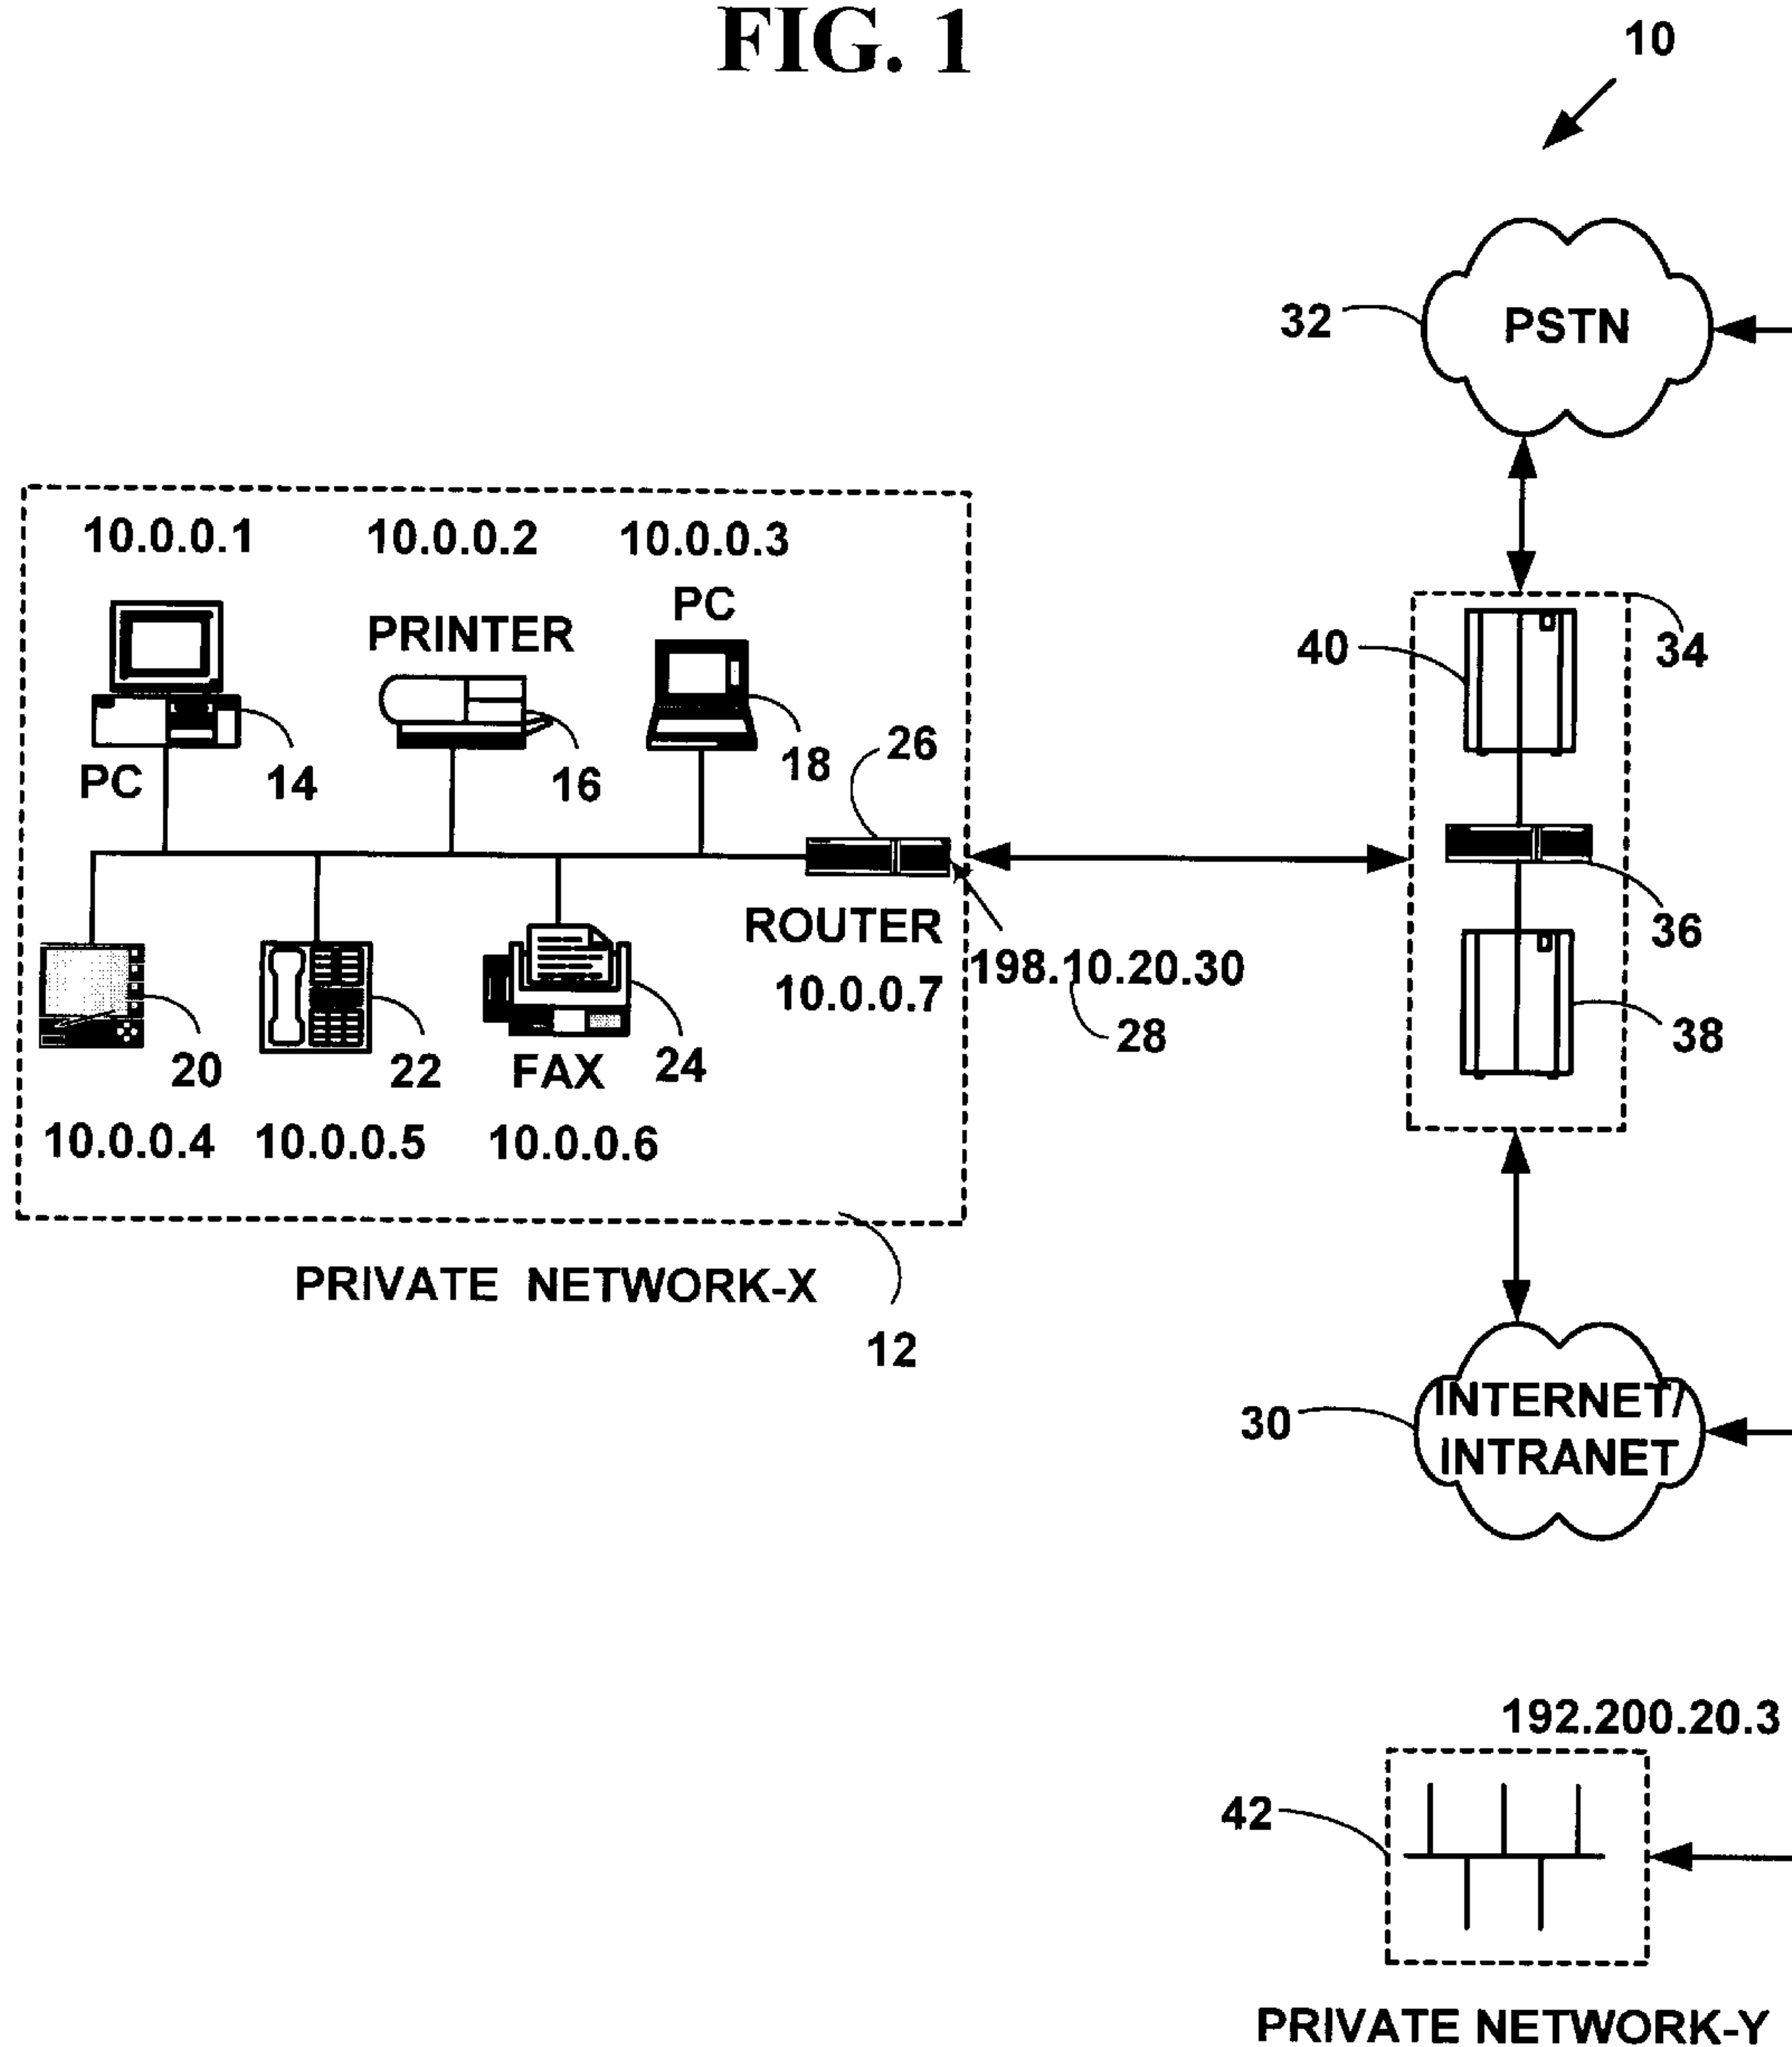 FIG. 1
10
32
PSTN
10.0.0.1
10.0.0.2
10.0.0.3
PC
PRINTER
40
34
PC
14
16
18
26
ROUTER
36
10.0.0.7
198.10.20.30
28
38
20
22
FAX
24
10.0.0.4
10.0.0.5
10.0.0.6
PRIVATE NETWORK-X
12
30
INTERNET/
INTRANET
192.200.20.3
42
PRIVATE NETWORK-Y